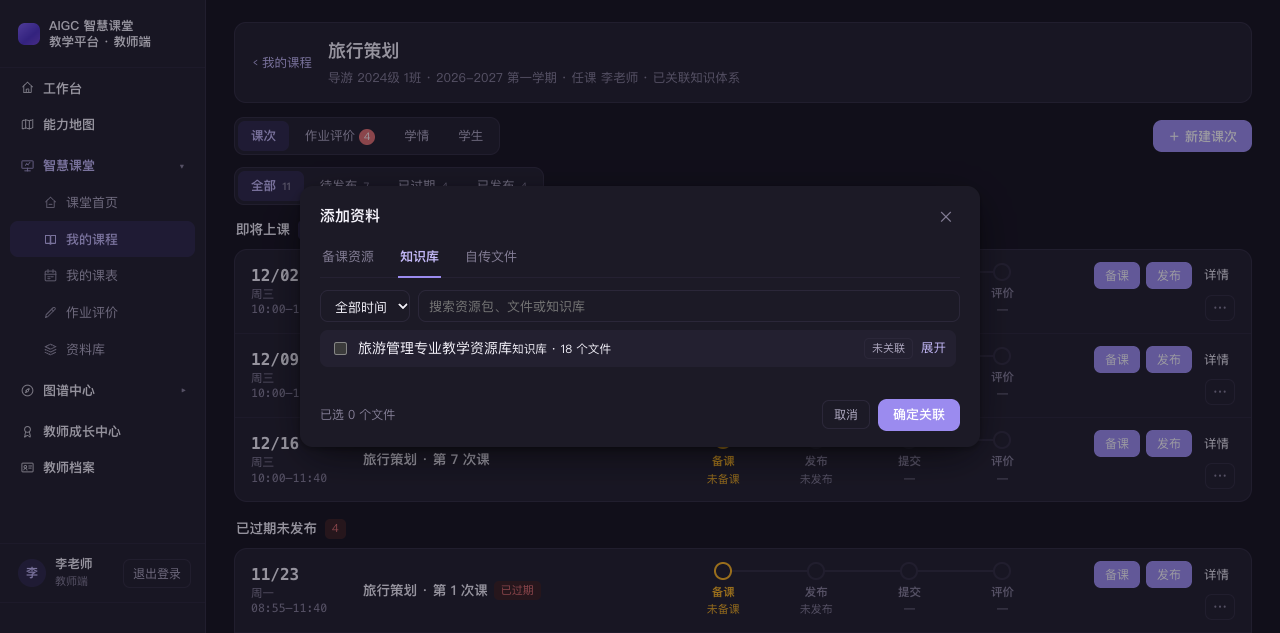 AIGC 智慧课堂
教学平台 · 教师端
工作台
能力地图
智慧课堂
课堂首页
我的课程
我的课表
作业评价
资料库
图谱中心
教师成长中心
教师档案
李
李老师
教师端
退出登录
‹ 我的课程
旅行策划
导游 2024级 1班 · 2026–2027 第一学期 · 任课 李老师 · 已关联知识体系
课次
作业评价 4
学情
学生
+ 新建课次
全部 11
待发布 7
已过期 4
已发布 4
即将上课
添加资料
备课资源
知识库
自传文件
全部时间
搜索资源包、文件或知识库
旅游管理专业教学资源库知识库 · 18 个文件
未关联
展开
已选 0 个文件
取消
确定关联
12/02
周三
10:00–1
评价
—
备课
发布
详情
···
12/09
周三
10:00–1
评价
—
备课
发布
详情
···
12/16
周三
10:00–11:40
旅行策划 · 第 7 次课
备课
未备课
发布
未发布
提交
—
评价
—
备课
发布
详情
···
已过期未发布 4
11/23
周一
08:55–11:40
旅行策划 · 第 1 次课 已过期
备课
未备课
发布
未发布
提交
—
评价
—
备课
发布
详情
···